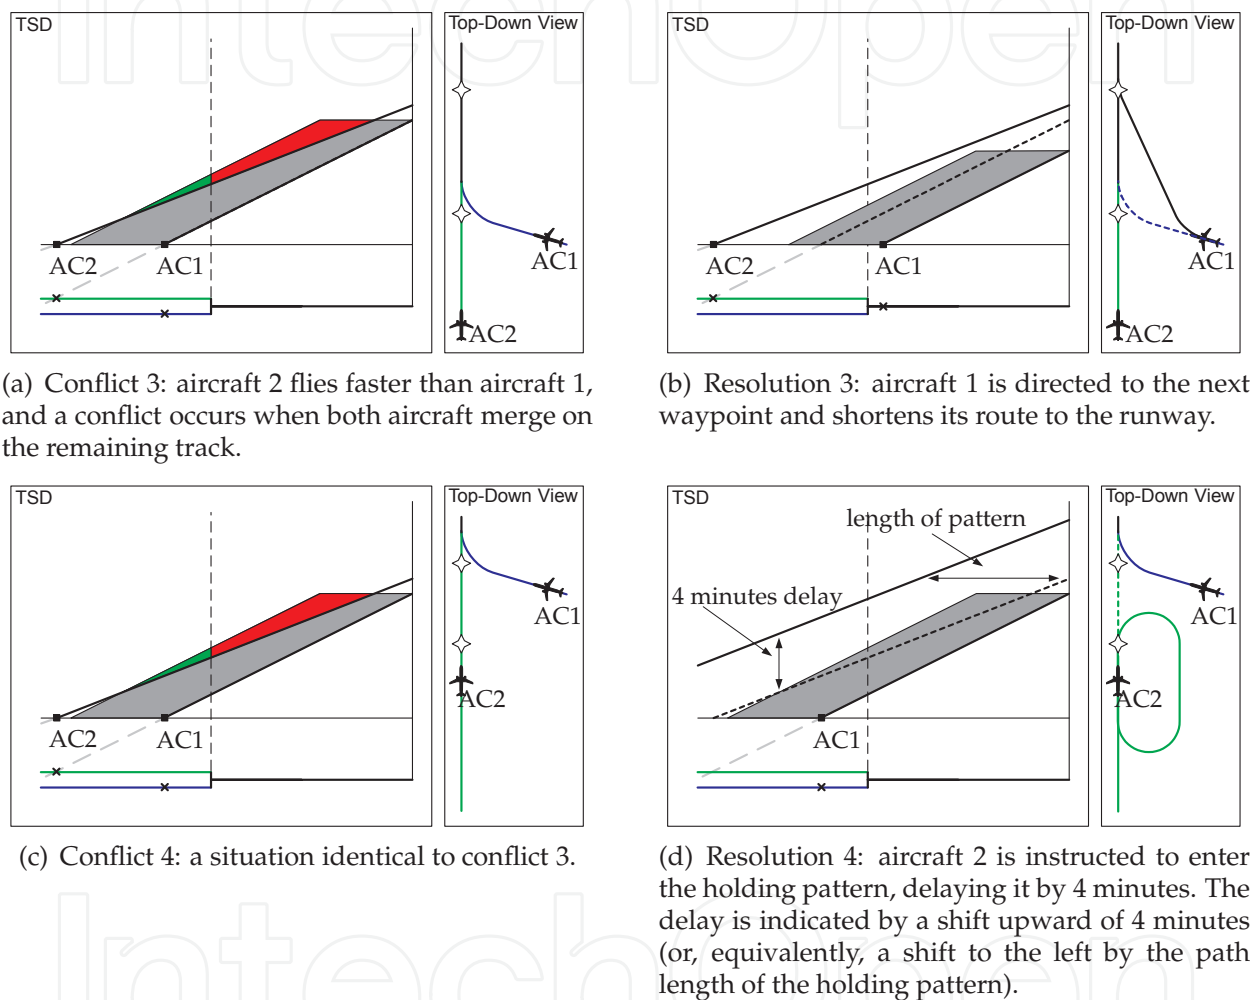 IntechOpen
TSD
Top-Down View
AC2
AC1
AC1
AC2
TSD
Top-Down View
AC2
AC1
AC1
AC2
(a) Conflict 3: aircraft 2 flies faster than aircraft 1,
and a conflict occurs when both aircraft merge on
the remaining track.
(b) Resolution 3: aircraft 1 is directed to the next
waypoint and shortens its route to the runway.
TSD
Top-Down View
AC2
AC1
AC1
AC2
TSD
Top-Down View
length of pattern
4 minutes delay
AC1
AC1
AC2
(c) Conflict 4: a situation identical to conflict 3.
(d) Resolution 4: aircraft 2 is instructed to enter
the holding pattern, delaying it by 4 minutes. The
delay is indicated by a shift upward of 4 minutes
(or, equivalently, a shift to the left by the path
length of the holding pattern).
IntechOpen